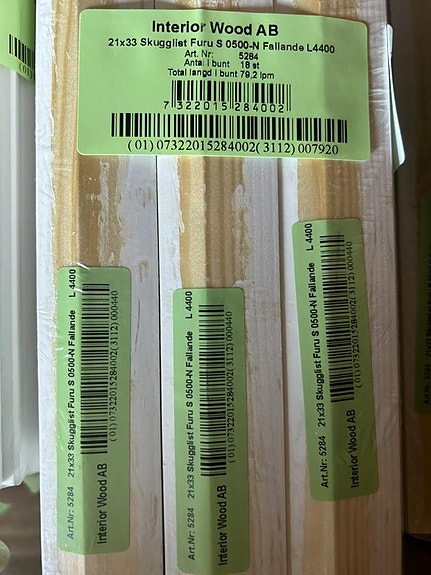 Interior Wood AB
21x33 Skugglist Furu S 0500-N Fallande L4400
Art. Nr: 5284
Antal i bunt 18 st
Total langd i bunt 79,2 lpm
7 322015 284002
(01) 07322015284002(3112) 007920
Art.Nr: 5284 21x33 Skugglist Furu S 0500-N Fallande L 4400
(01) 07322015284002(3112) 000440
Interior Wood AB
Art.Nr: 5284 21x33 Skugglist Furu S 0500-N Fallande L 4400
(01) 07322015284002(3112) 000440
Interior Wood AB
Art.Nr: 5284 21x33 Skugglist Furu S 0500-N Fallande L 4400
(01) 07322015284002(3112) 000440
Interior Wood AB